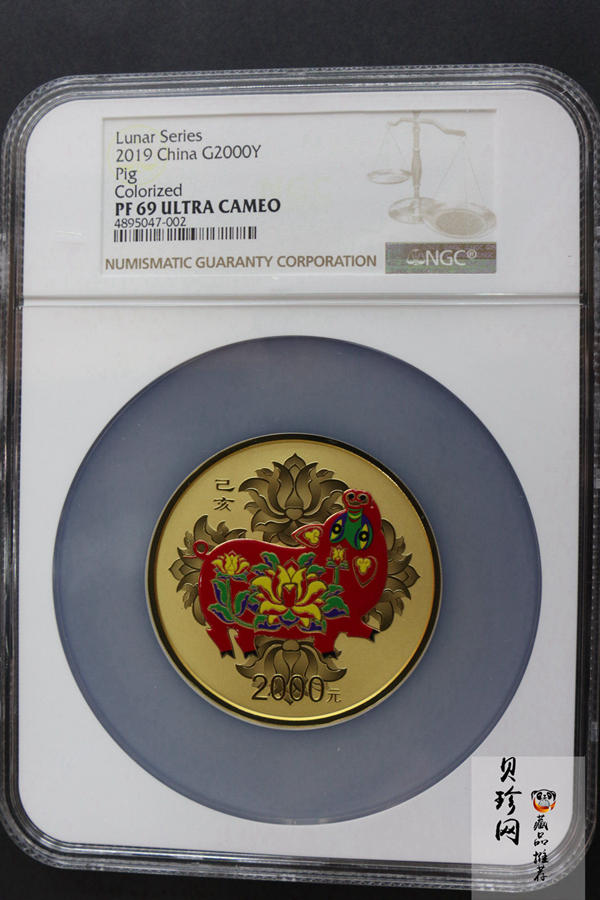 Lunar Series
2019 China G2000Y
Pig
Colorized
PF 69 ULTRA CAMEO
4895047-002
NUMISMATIC GUARANTY CORPORATION
NGC®
己亥
2000元
贝珍网
藏品推荐